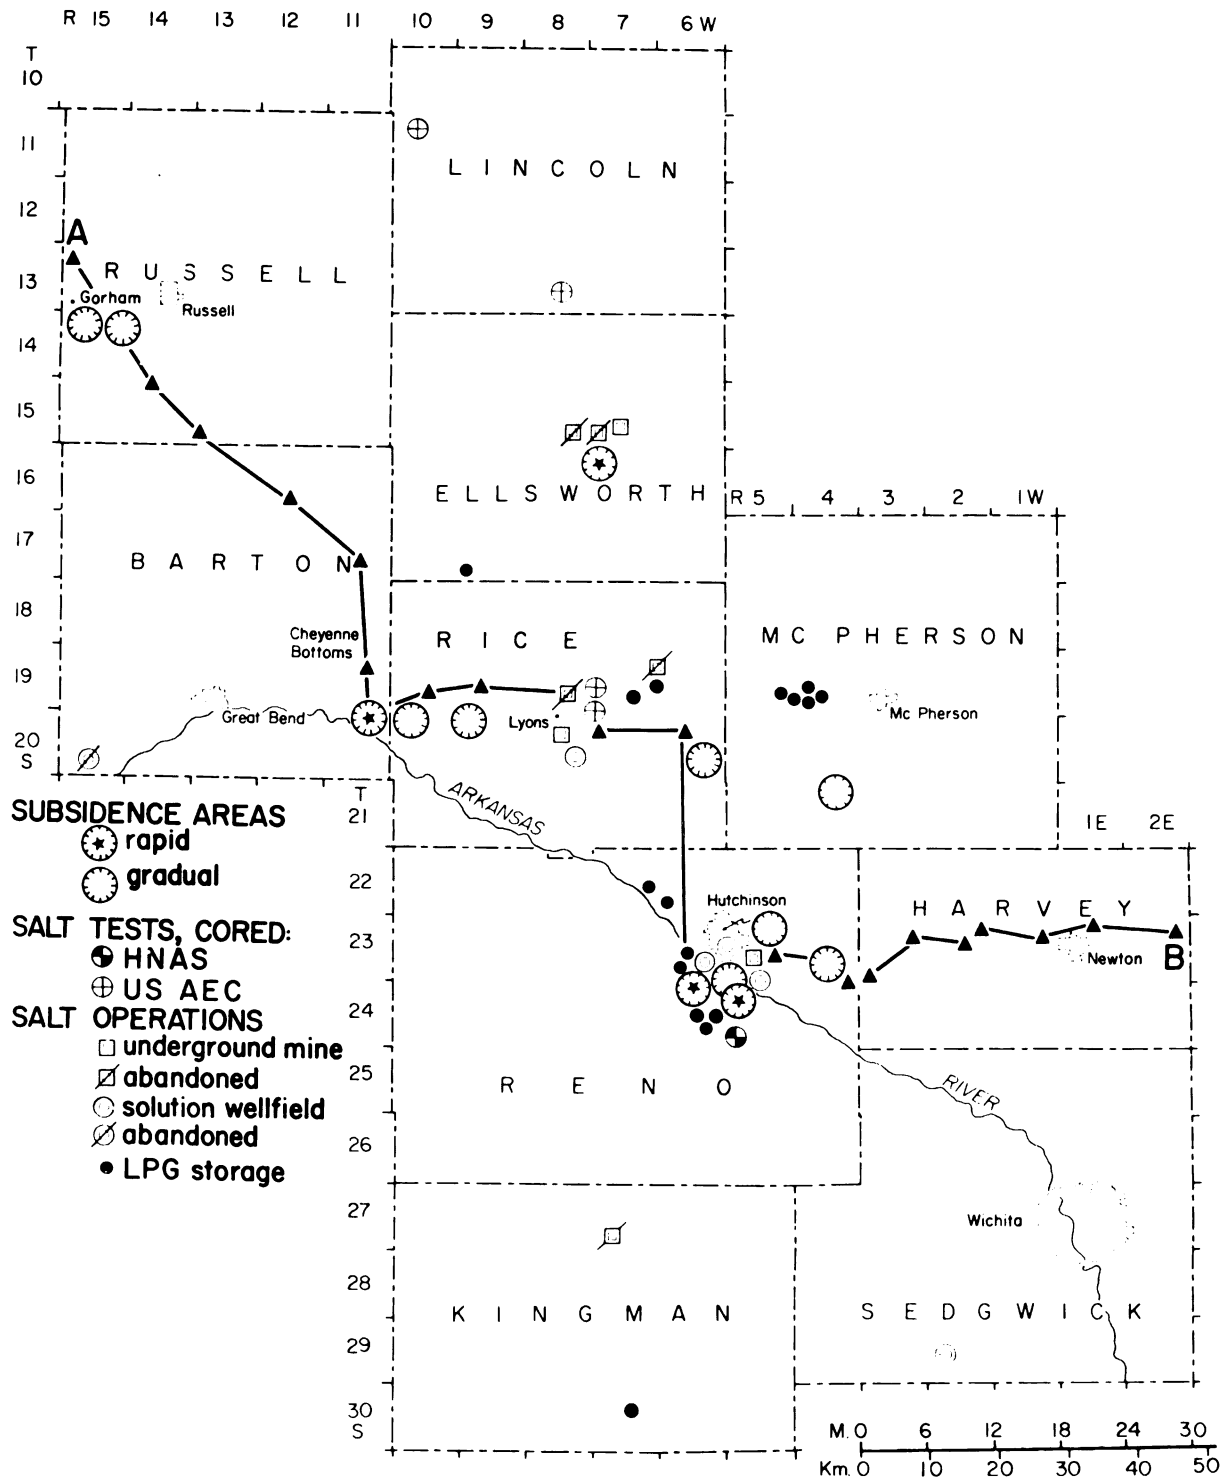 R 15 14 13 12 11 10 9 8 7 6 W
T
10
11
LINCOLN
12
A
13
RUSSELL
Gorham
Russell
14
15
16
ELLSWORTH
R 5 4 3 2 1W
17
BARTON
18
Cheyenne
Bottoms
RICE
MC PHERSON
19
Great Bend
Lyons
Mc Pherson
20
S
ARKANSAS
SUBSIDENCE AREAS
rapid
gradual
T
21
1E 2E
22
Hutchinson
HARVEY
SALT TESTS, CORED:
HNAS
US AEC
23
Newton
B
SALT OPERATIONS
underground mine
abandoned
solution wellfield
abandoned
LPG storage
24
25
RENO
RIVER
26
27
Wichita
28
KINGMAN
SEDGWICK
29
30
S
M. 0 6 12 18 24 30
Km. 0 10 20 30 40 50